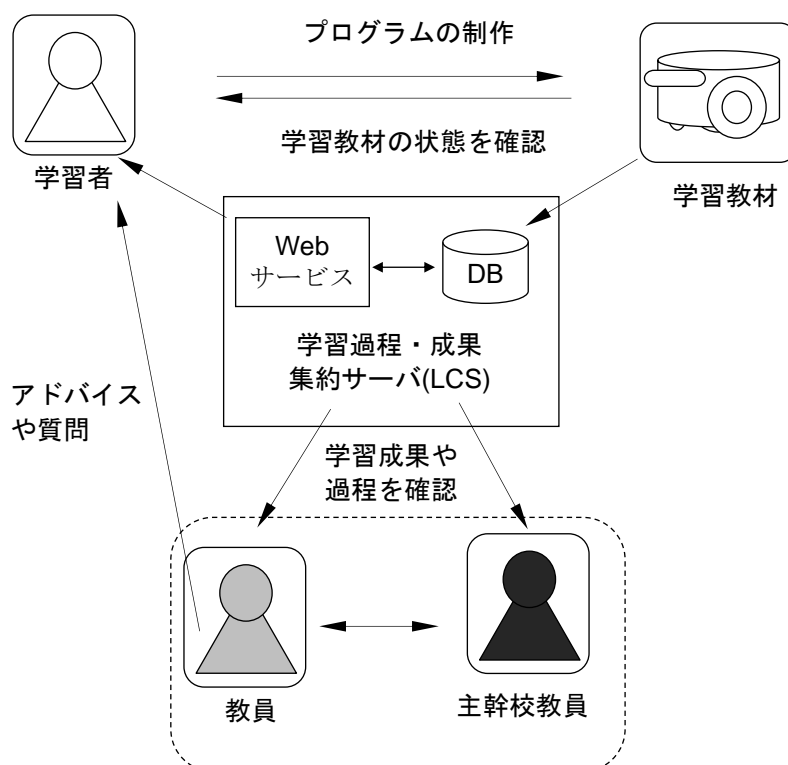 プログラムの制作
学習教材の状態を確認
学習者
学習教材
Web
サービス
DB
学習過程・成果
集約サーバ(LCS)
アドバイス
や質問
学習成果や
過程を確認
教員
主幹校教員